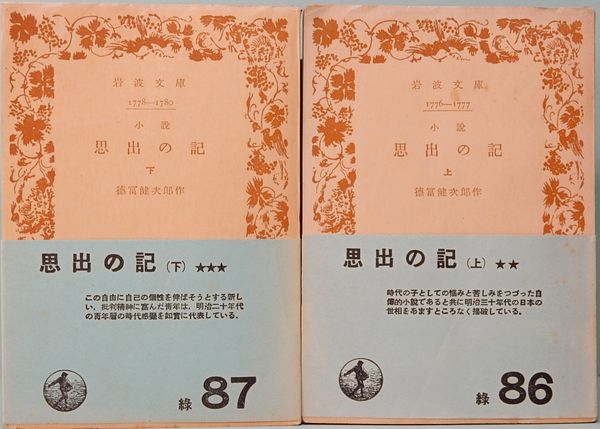 岩波文庫
1778—1780
小説
思出の記
下
徳冨健次郎作
思出の記(下)★★★
この自由に自己の個性を伸ばそうとする新し
い、批判精神に富んだ青年は、明治二十年代
の青年層の時代感覺を如實に代表している。
緑 87
岩波文庫
1776—1777
小説
思出の記
上
徳冨健次郎作
思出の記(上)★★
時代の子としての悩みと苦しみをつづった自
傳的小說であると共に明治三十年代の日本の
世相をあますところなく描破している。
緑 86